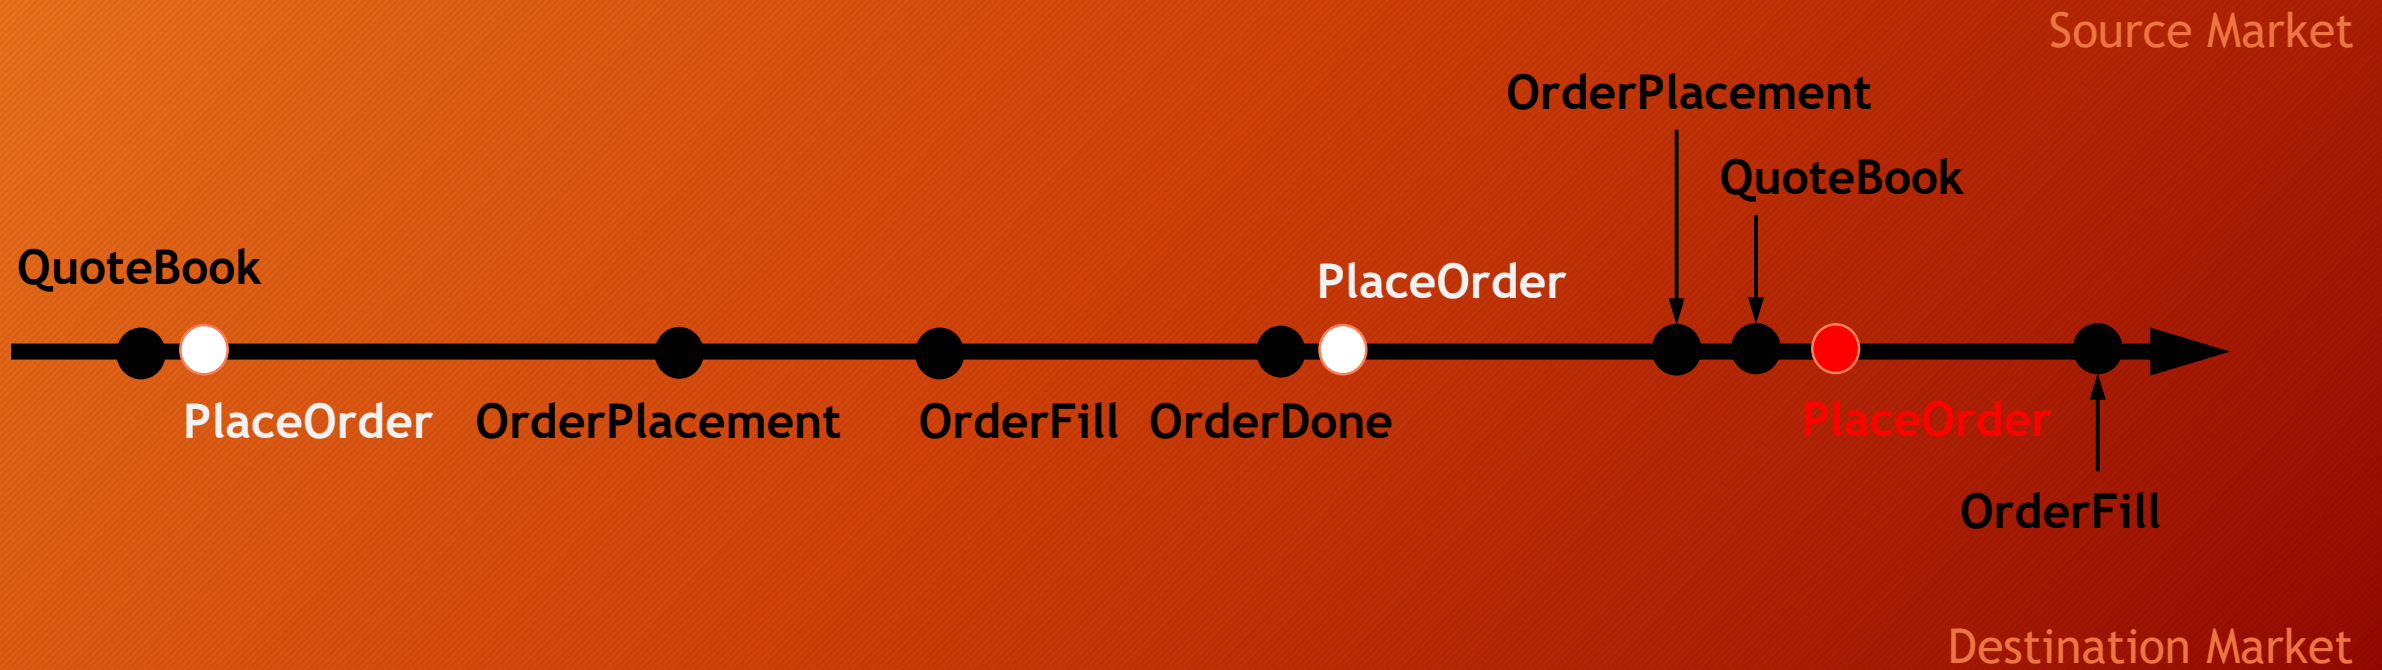 Source Market
OrderPlacement
QuoteBook
QuoteBook
PlaceOrder
PlaceOrder
OrderPlacement
OrderFill
OrderDone
PlaceOrder
OrderFill
Destination Market